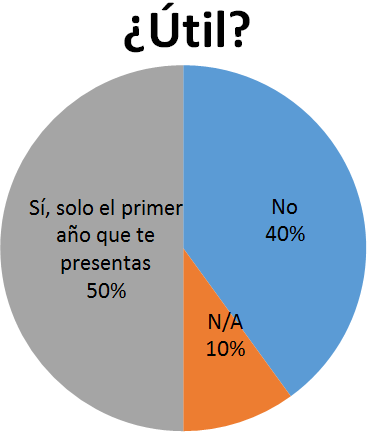 ¿Útil?
Sí, solo el primer
año que te
presentas
50%
No
40%
N/A
10%